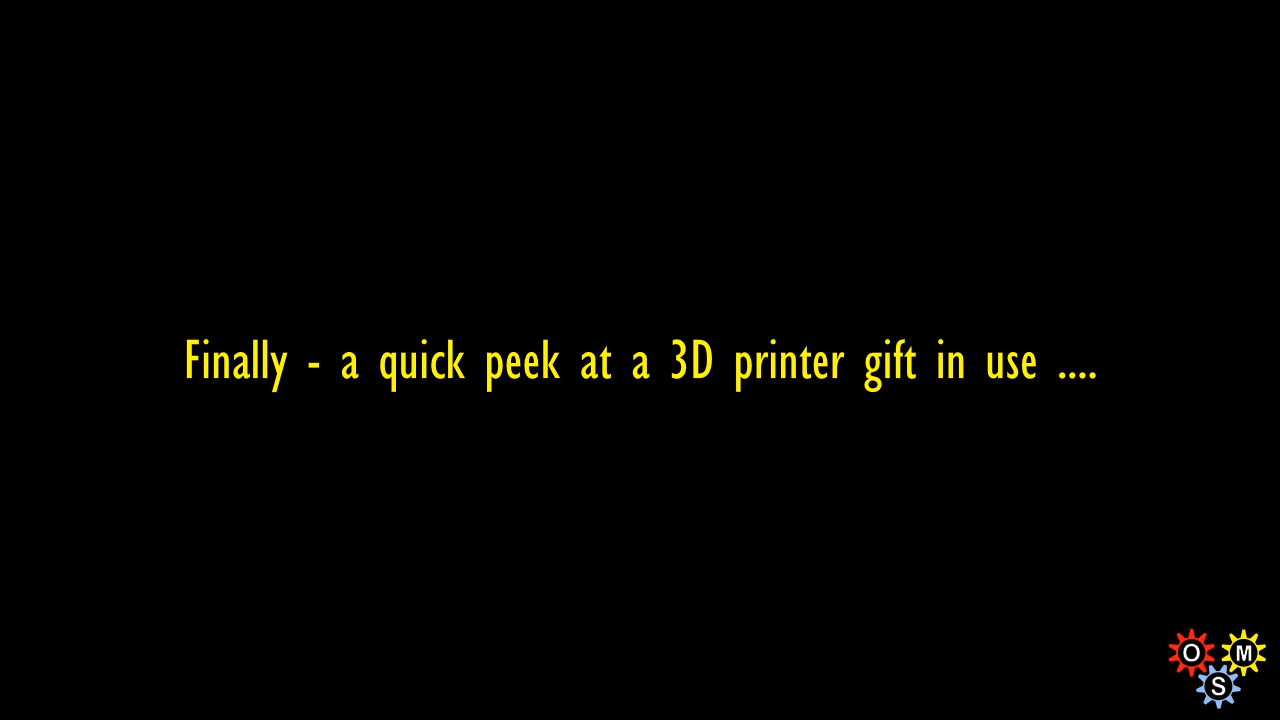 Finally - a quick peek at a 3D printer gift in use ....
O M
S